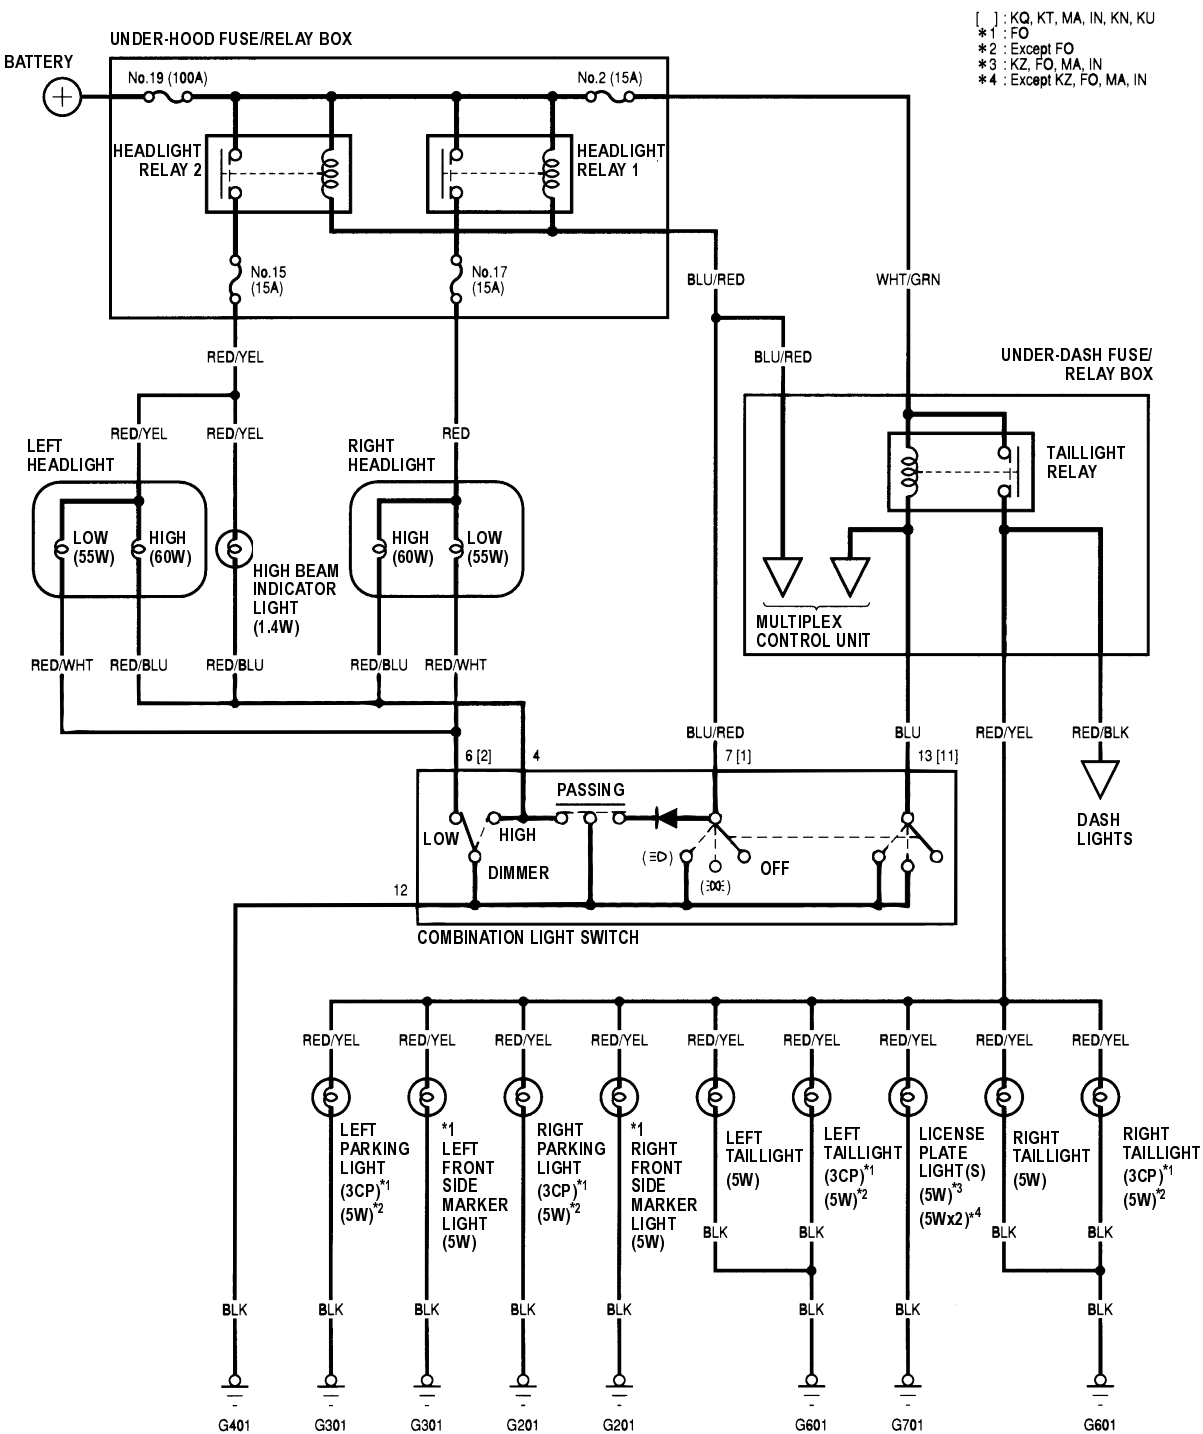 [ ] : KQ, KT, MA, IN, KN, KU
*1 : FO
*2 : Except FO
*3 : KZ, FO, MA, IN
*4 : Except KZ, FO, MA, IN
UNDER-HOOD FUSE/RELAY BOX
BATTERY
No.19 (100A)
No.2 (15A)
HEADLIGHT
RELAY 2
HEADLIGHT
RELAY 1
No.15
(15A)
No.17
(15A)
BLU/RED
WHT/GRN
RED/YEL
BLU/RED
UNDER-DASH FUSE/
RELAY BOX
RED/YEL
RED/YEL
RED
LEFT
HEADLIGHT
RIGHT
HEADLIGHT
TAILLIGHT
RELAY
LOW
(55W)
HIGH
(60W)
HIGH
(60W)
LOW
(55W)
HIGH BEAM
INDICATOR
LIGHT
(1.4W)
MULTIPLEX
CONTROL UNIT
RED/WHT
RED/BLU
RED/BLU
RED/BLU
RED/WHT
BLU/RED
BLU
RED/YEL
RED/BLK
6 [2]
4
7 [1]
13 [11]
PASSING
LOW
HIGH
DIMMER
OFF
DASH
LIGHTS
12
COMBINATION LIGHT SWITCH
RED/YEL
RED/YEL
RED/YEL
RED/YEL
RED/YEL
RED/YEL
RED/YEL
RED/YEL
RED/YEL
LEFT
PARKING
LIGHT
(3CP)*1
(5W)*2
*1
LEFT
FRONT
SIDE
MARKER
LIGHT
(5W)
RIGHT
PARKING
LIGHT
(3CP)*1
(5W)*2
*1
RIGHT
FRONT
SIDE
MARKER
LIGHT
(5W)
LEFT
TAILLIGHT
(5W)
LEFT
TAILLIGHT
(3CP)*1
(5W)*2
LICENSE
PLATE
LIGHT(S)
(5W)*3
(5Wx2)*4
RIGHT
TAILLIGHT
(5W)
RIGHT
TAILLIGHT
(3CP)*1
(5W)*2
BLK
BLK
BLK
BLK
BLK
BLK
BLK
BLK
BLK
BLK
BLK
BLK
G401
G301
G301
G201
G201
G601
G701
G601